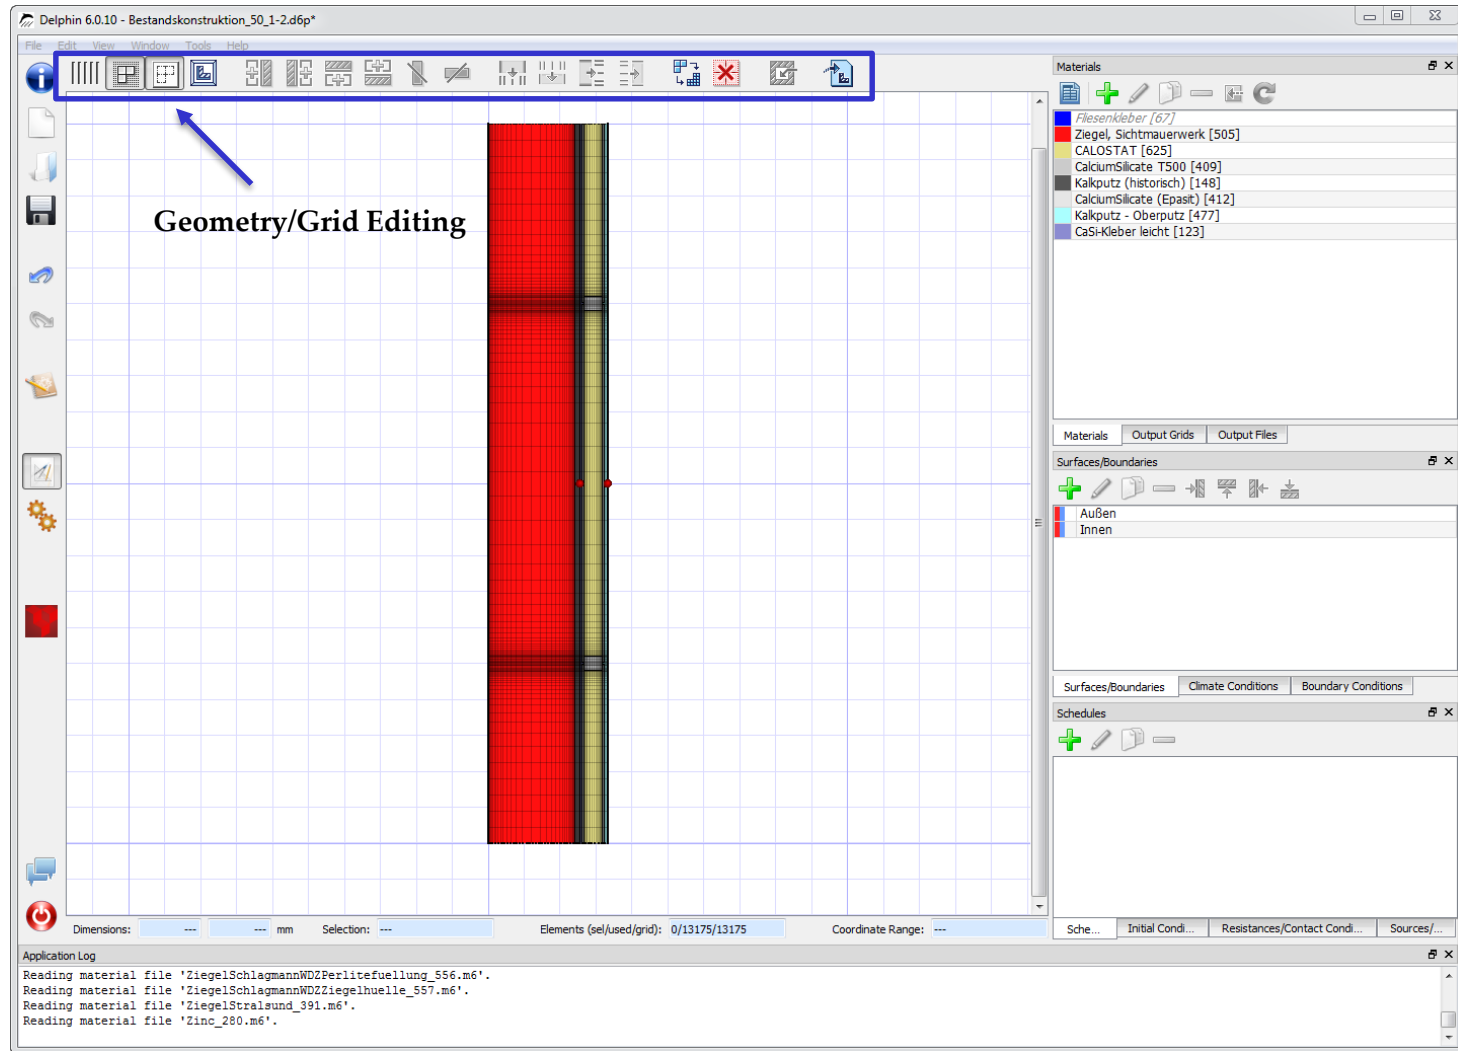 Delphin 6.0.10 - Bestandskonstruktion_50_1-2.d6p*
File Edit View Window Tools Help
Geometry/Grid Editing
Materials
Fliesenkleber [67]
Ziegel, Sichtmauerwerk [505]
CALOSTAT [625]
CalciumSilicate T500 [409]
Kalkputz (historisch) [148]
CalciumSilicate (Epasit) [412]
Kalkputz - Oberputz [477]
CaSi-Kleber leicht [123]
Materials Output Grids Output Files
Surfaces/Boundaries
Außen
Innen
Surfaces/Boundaries Climate Conditions Boundary Conditions
Schedules
Sche... Initial Condi... Resistances/Contact Condi... Sources/...
Dimensions: --- --- mm Selection: --- Elements (sel/used/grid): 0/13175/13175 Coordinate Range: ---
Application Log
Reading material file 'ZiegelSchlagmannWDZPerlitefuellung_556.m6'.
Reading material file 'ZiegelSchlagmannWDZZiegelhuelle_557.m6'.
Reading material file 'ZiegelStralsund_391.m6'.
Reading material file 'Zinc_280.m6'.